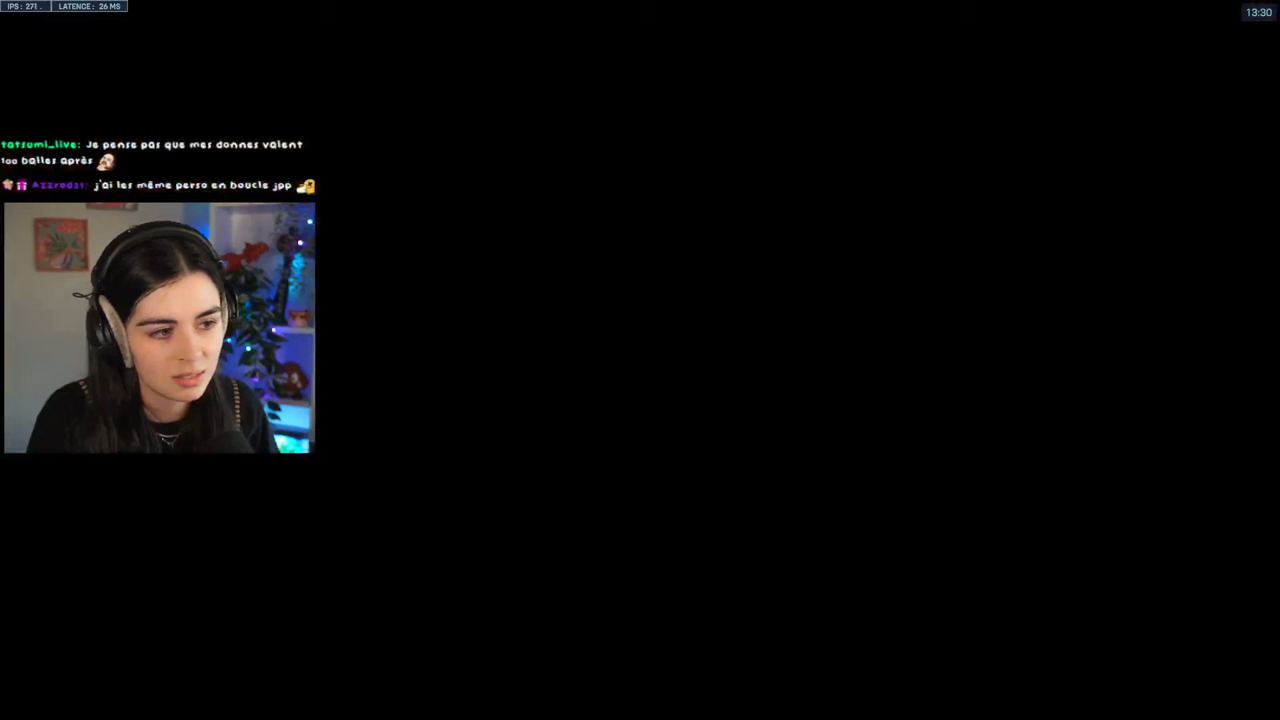 IPS : 271 . LATENCE : 26 MS
13:30
tatsumi_live: Je pense pas que mes donnes valent
100 balles après
Azzrod31: j'ai les même perso en boucle jpp